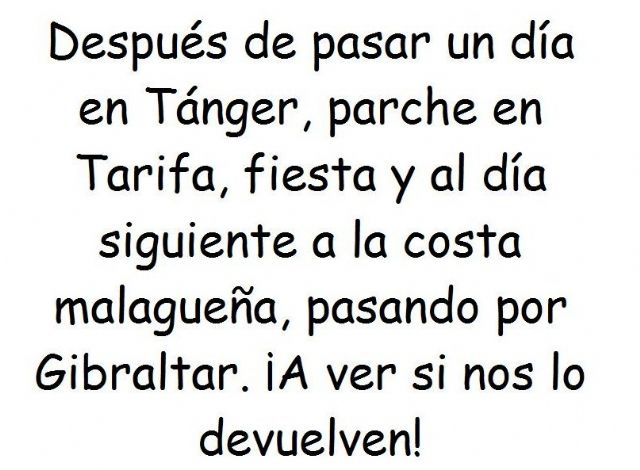 Después de pasar un día
en Tánger, parche en
Tarifa, fiesta y al día
siguiente a la costa
malagueña, pasando por
Gibraltar. ¡A ver si nos lo
devuelven!